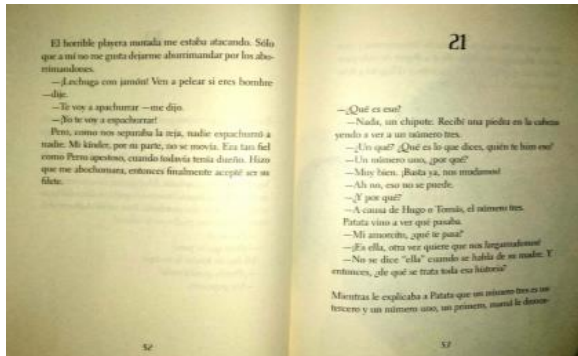 El horrible playera morada me estaba atacando. Sólo
que a mí no me gusta dejarme aborrimandar por los abo-
rrimandones.
—¡Lechuga con jamón! Ven a pelear si eres hombre
—dije.
—Te voy a apachurrar —me dijo.
—¡Yo te voy a espachurrar!
Pero, como nos separaba la reja, nadie espachurró a
nadie. Mi kínder, por su parte, no se movía. Era tan fiel
como Perro apestoso, cuando todavía tenía dueño. Hizo
que me abochornara, entonces finalmente acepté ser su
filete.
52
21
—¿Qué es eso?
—Nada, un chipote. Recibí una piedra en la cabeza
yendo a ver a un número tres.
—¿Un qué? ¿Qué es lo que dices, quién te hizo eso?
—Un número uno, ¿por qué?
—Muy bien. ¡Basta ya, nos mudamos!
—Ah no, eso no se puede.
—¿Y por qué?
—A causa de Hugo o Tomás, el número tres.
Patata vino a ver qué pasaba.
—Mi amorcito, ¿qué te pasa?
—¡Es ella, otra vez quiere que nos
—No se dice "ella" cuando se habla de su madre. Y
entonces, ¿de qué se trata toda esa historia?
Mientras le explicaba a Patata que un número tres es un
tercero y un número uno, un primero, mamá le
53